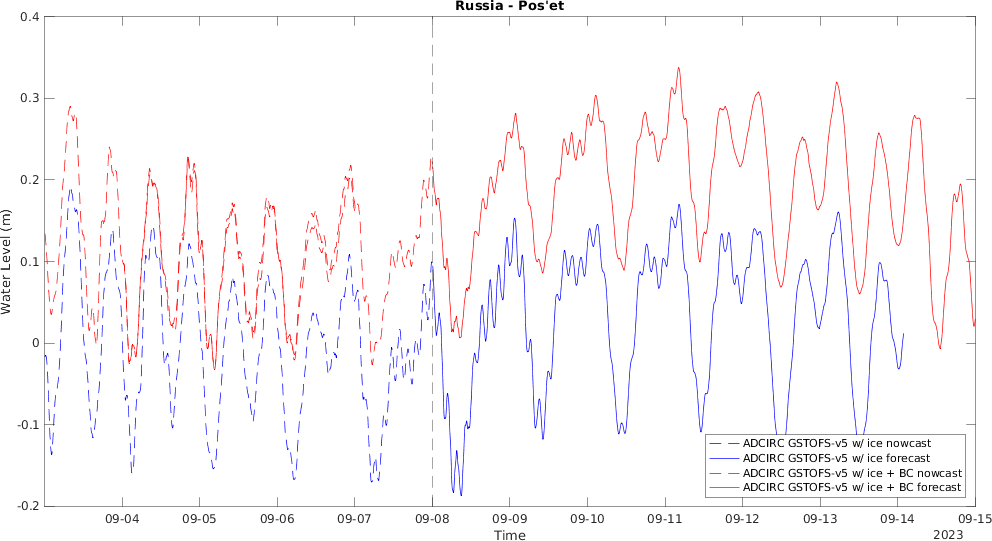 Russia - Pos'et
0.4
0.3
0.2
0.1
0
-0.1
-0.2
Water Level (m)
ADCIRC GSTOFS-v5 w/ ice nowcast
ADCIRC GSTOFS-v5 w/ ice forecast
ADCIRC GSTOFS-v5 w/ ice + BC nowcast
ADCIRC GSTOFS-v5 w/ ice + BC forecast
09-04 09-05 09-06 09-07 09-08 09-09 09-10 09-11 09-12 09-13 09-14 09-15
Time
2023